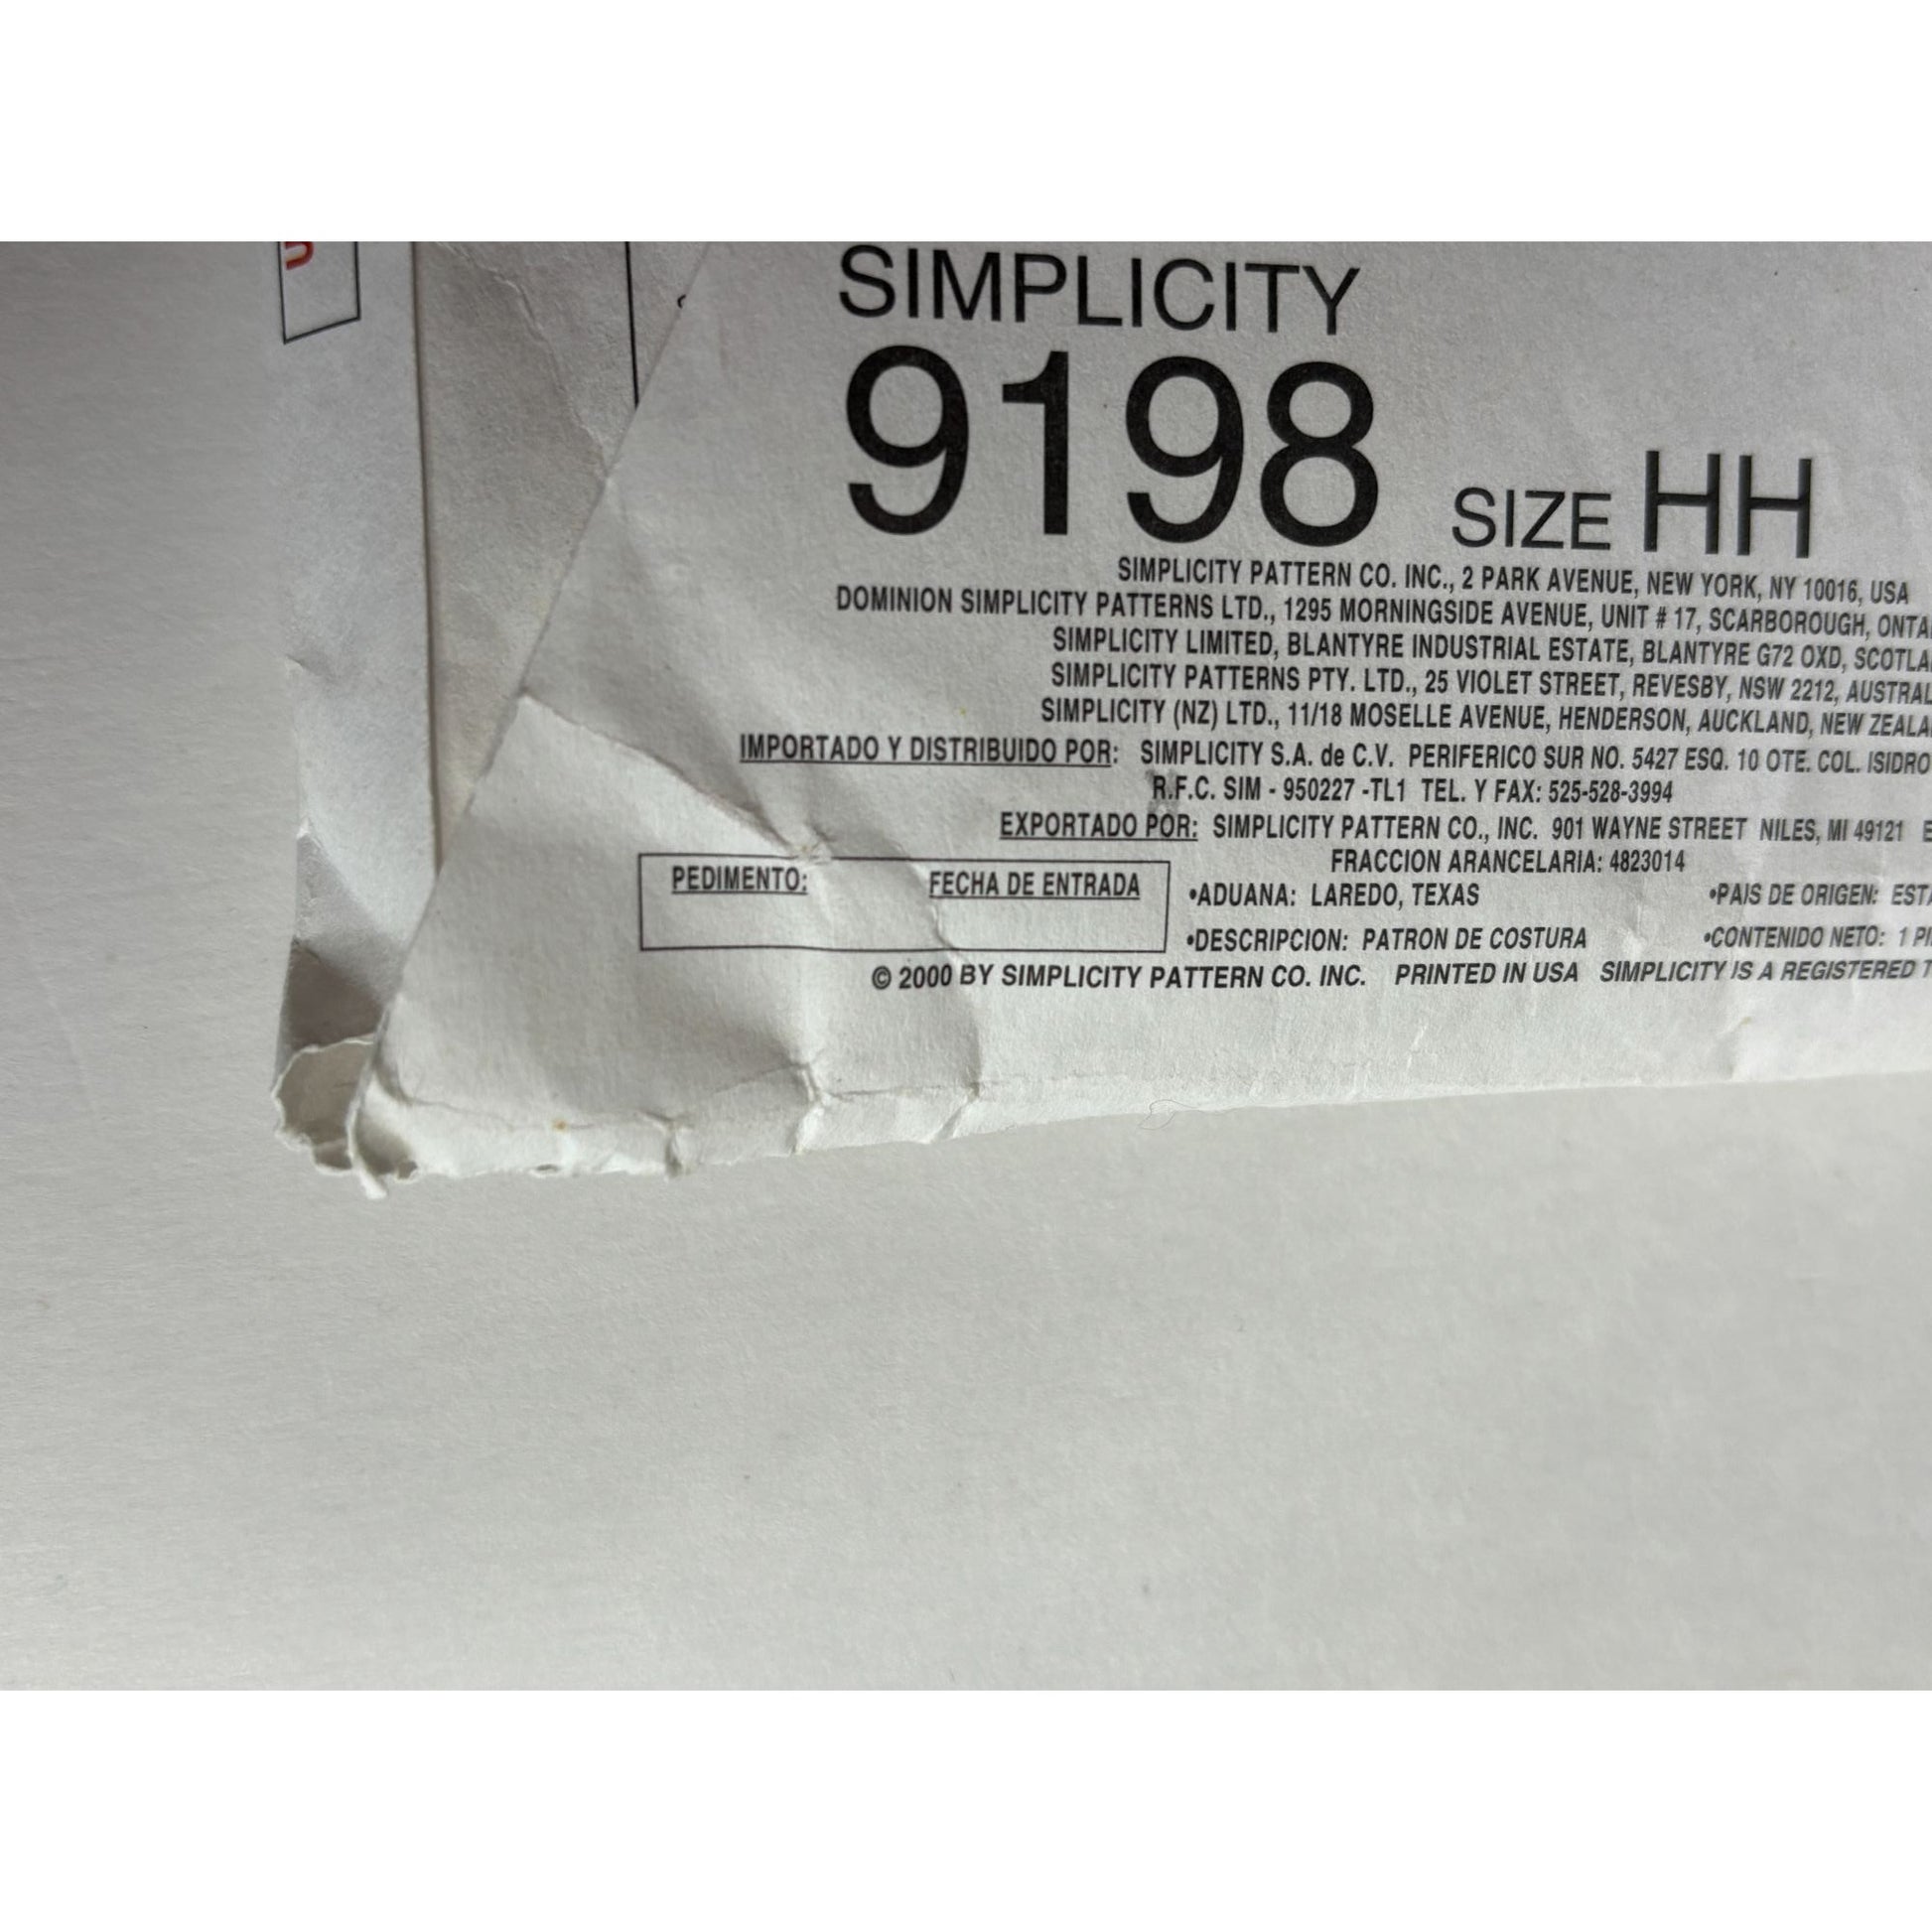 SIMPLICITY
9198 SIZE HH
SIMPLICITY PATTERN CO. INC., 2 PARK AVENUE, NEW YORK, NY 10016, USA
DOMINION SIMPLICITY PATTERNS LTD., 1295 MORNINGSIDE AVENUE, UNIT # 17, SCARBOROUGH,
SIMPLICITY LIMITED, BLANTYRE INDUSTRIAL ESTATE, BLANTYRE G72 OXD,
SIMPLICITY PATTERNS PTY. LTD., 25 VIOLET STREET, REVESBY, NSW 2212,
SIMPLICITY (NZ) LTD., 11/18 MOSELLE AVENUE, HENDERSON, AUCKLAND, NEW
IMPORTADO Y DISTRIBUIDO POR: SIMPLICITY S.A. de C.V. PERIFERICO SUR NO. 5427 ESQ. 10 OTE. COL. ISIDRO
R.F.C. SIM - 950227 -TL1 TEL. Y FAX: 525-528-3994
EXPORTADO POR: SIMPLICITY PATTERN CO., INC. 901 WAYNE STREET NILES, MI 49121
FRACCION ARANCELARIA: 4823014
PEDIMENTO: FECHA DE ENTRADA
•ADUANA: LAREDO, TEXAS •PAIS DE ORIGEN:
•DESCRIPCION: PATRON DE COSTURA •CONTENIDO NETO: 1
© 2000 BY SIMPLICITY PATTERN CO. INC. PRINTED IN USA SIMPLICITY IS A REGISTERED